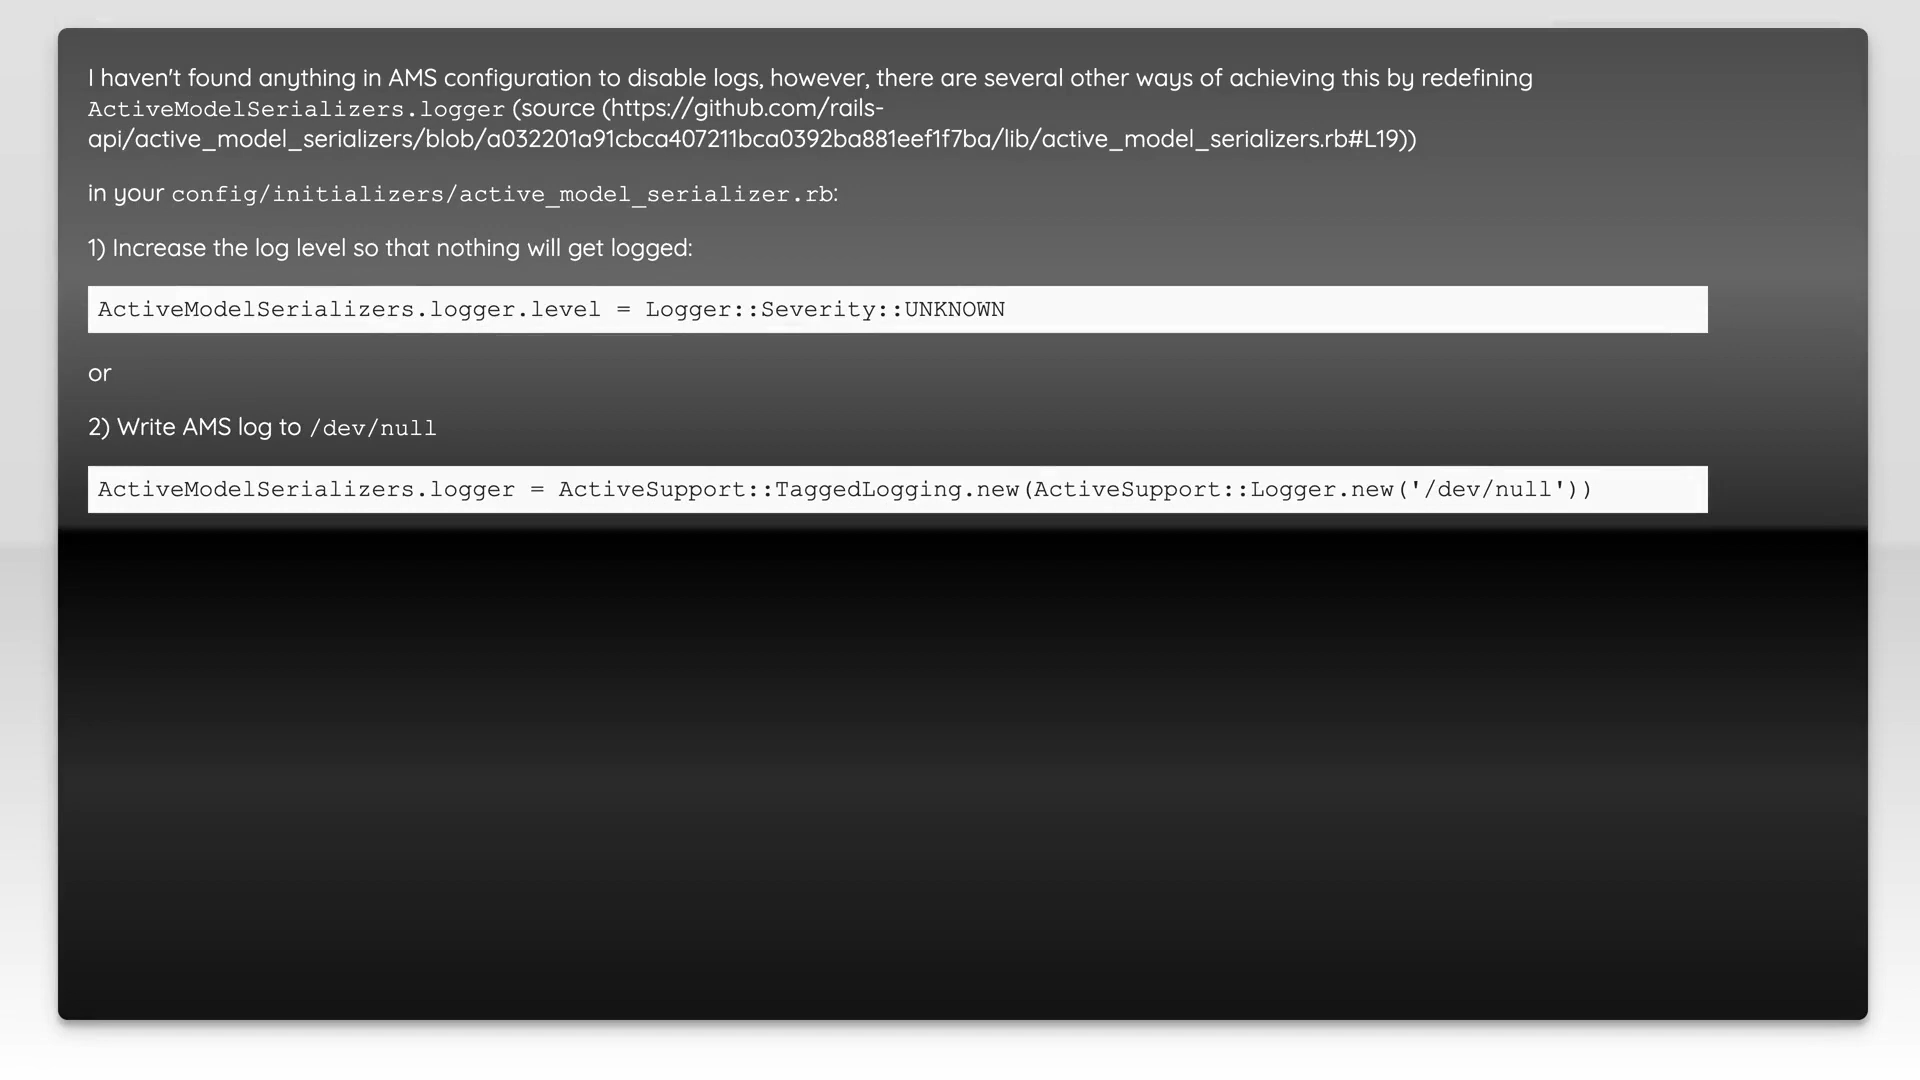 I haven't found anything in AMS configuration to disable logs, however, there are several other ways of achieving this by redefining
ActiveModelSerializers.logger (source (https://github.com/rails-
api/active_model_serializers/blob/a032201a91cbca407211bca0392ba881eef1f7ba/lib/active_model_serializers.rb#L19))
in your config/initializers/active_model_serializer.rb:
1) Increase the log level so that nothing will get logged:
ActiveModelSerializers.logger.level = Logger::Severity::UNKNOWN
or
2) Write AMS log to /dev/null
ActiveModelSerializers.logger = ActiveSupport::TaggedLogging.new(ActiveSupport::Logger.new('/dev/null'))